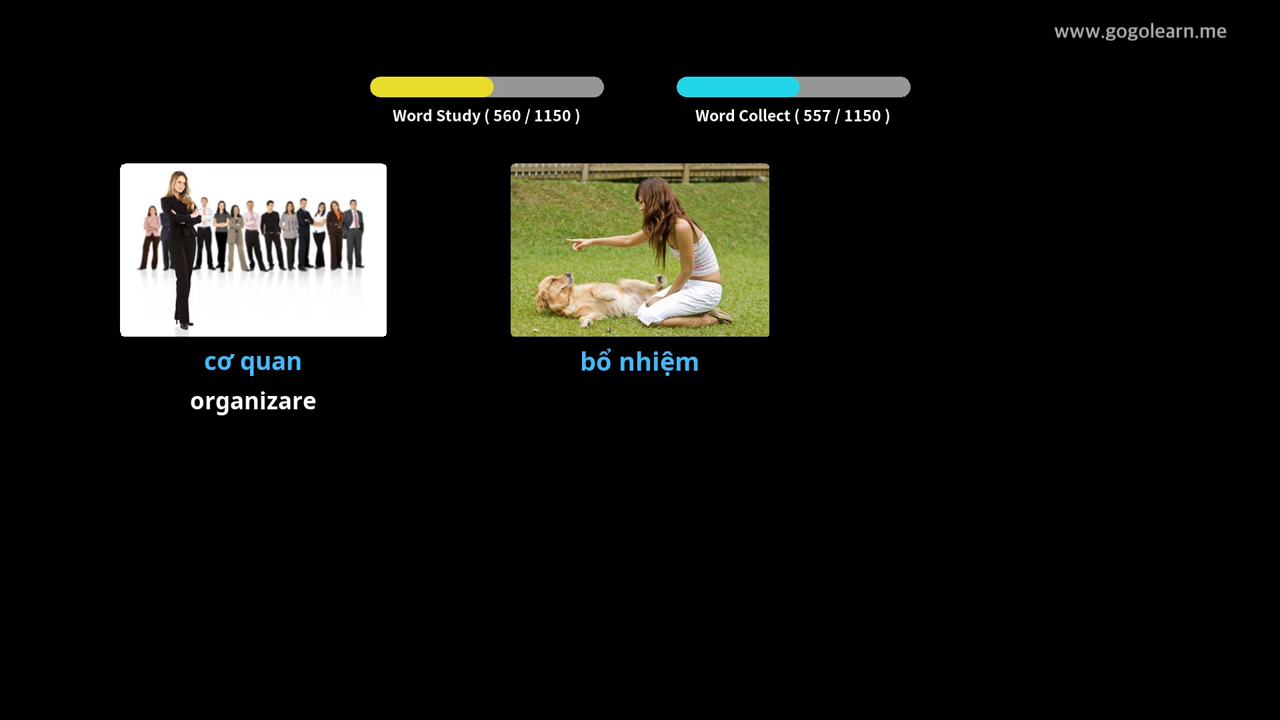 www.gogolearn.me
Word Study ( 560 / 1150 )
Word Collect ( 557 / 1150 )
cơ quan
bổ nhiệm
organizare